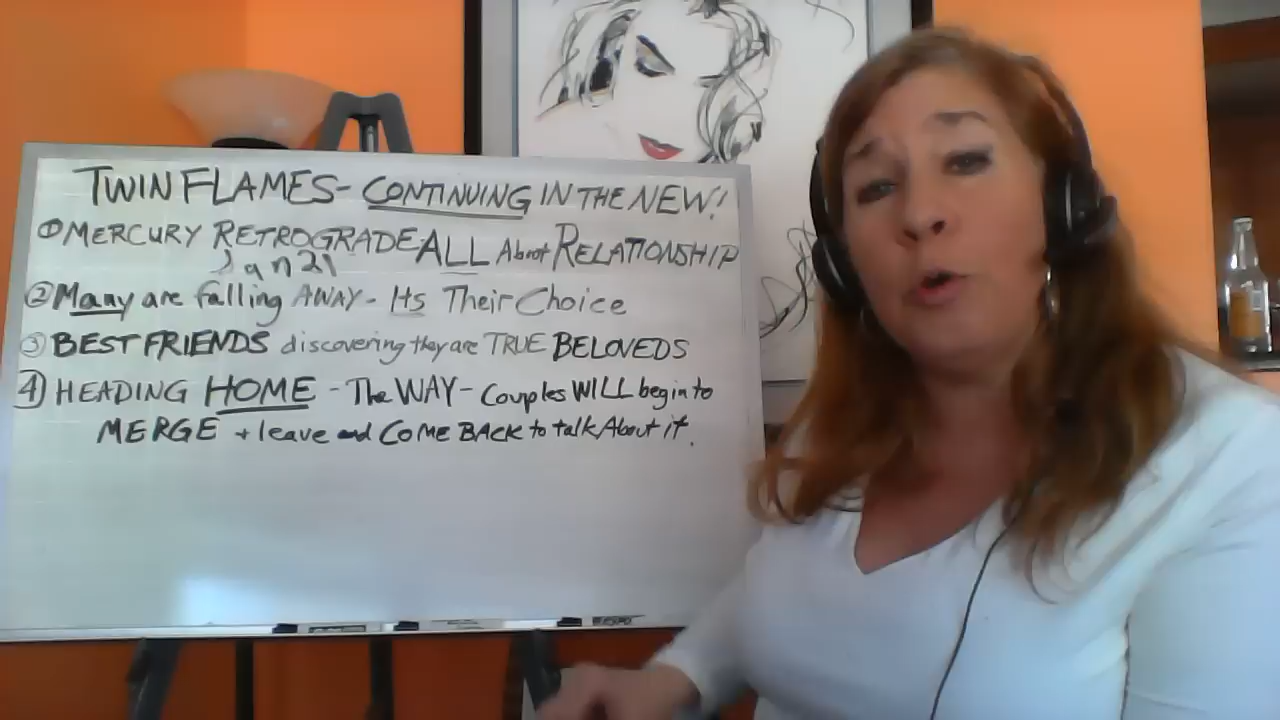 TWIN FLAMES - CONTINUING IN THE NEW!
① MERCURY RETROGRADE ALL About RELATIONSHIP
Jan 21
② Many are falling AWAY - Its Their Choice
③ BEST FRIENDS discovering they are TRUE BELOVEDS
④ HEADING HOME - The WAY - Couples WILL begin to
MERGE + leave and COME BACK to talk About it.
EXPO